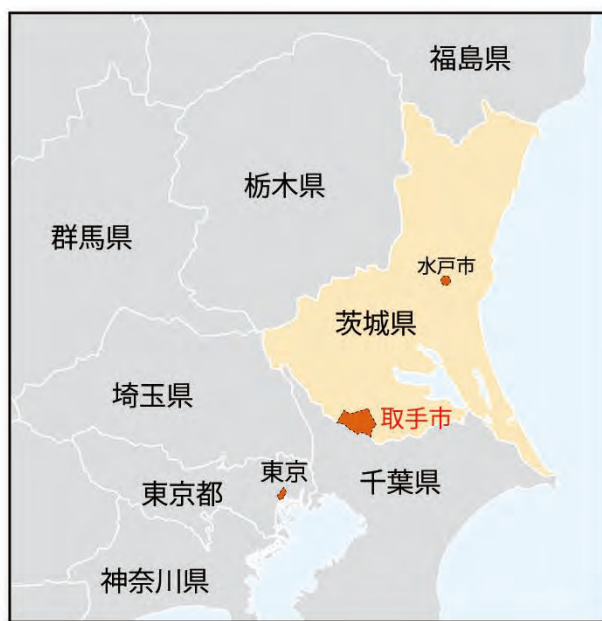 福島県
栃木県
群馬県
水戸市
茨城県
埼玉県
取手市
東京
千葉県
東京都
神奈川県